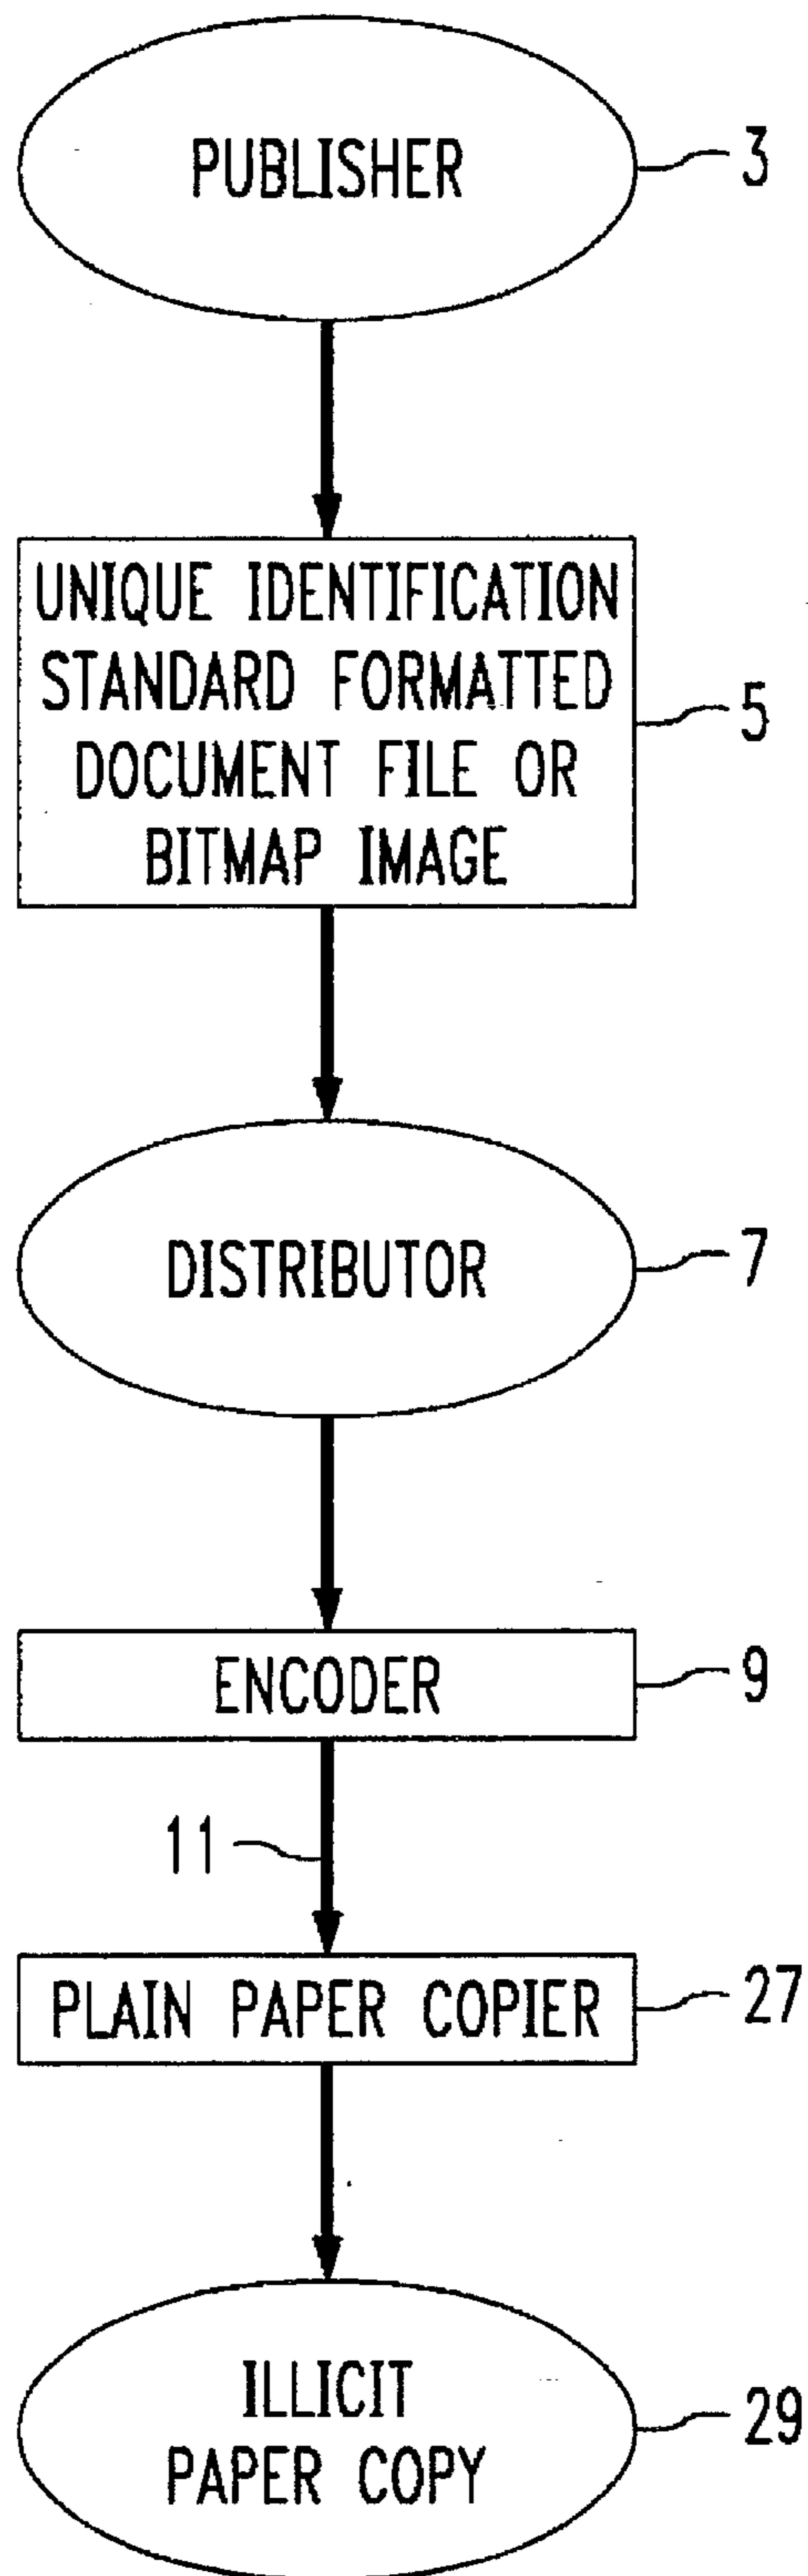 PUBLISHER
3
UNIQUE IDENTIFICATION
STANDARD FORMATTED
DOCUMENT FILE OR
BITMAP IMAGE
5
DISTRIBUTOR
7
ENCODER
9
11
PLAIN PAPER COPIER
27
ILLICIT
PAPER COPY
29